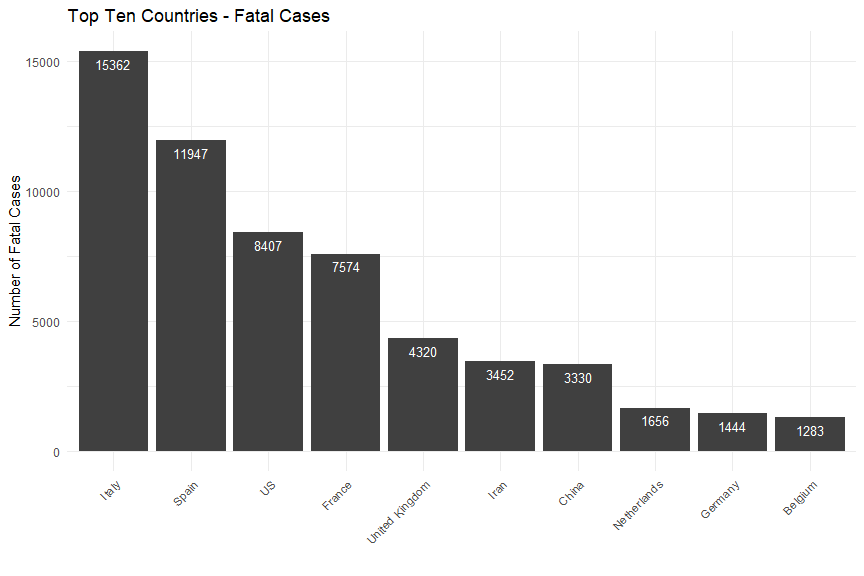 Top Ten Countries - Fatal Cases
Number of Fatal Cases
15000
10000
5000
0
15362
11947
8407
7574
4320
3452
3330
1656
1444
1283
Italy
Spain
US
France
United Kingdom
Iran
China
Netherlands
Germany
Belgium